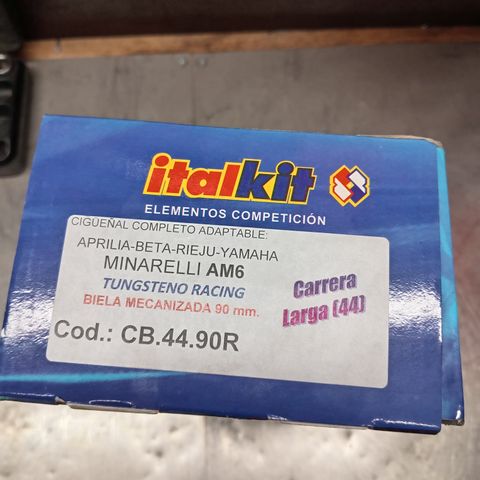 italkit
ELEMENTOS COMPETICIÓN
CIGUEÑAL COMPLETO ADAPTABLE:
APRILIA-BETA-RIEJU-YAMAHA
MINARELLI AM6
TUNGSTENO RACING
BIELA MECANIZADA 90 mm.
Carrera
Larga (44)
Cod.: CB.44.90R